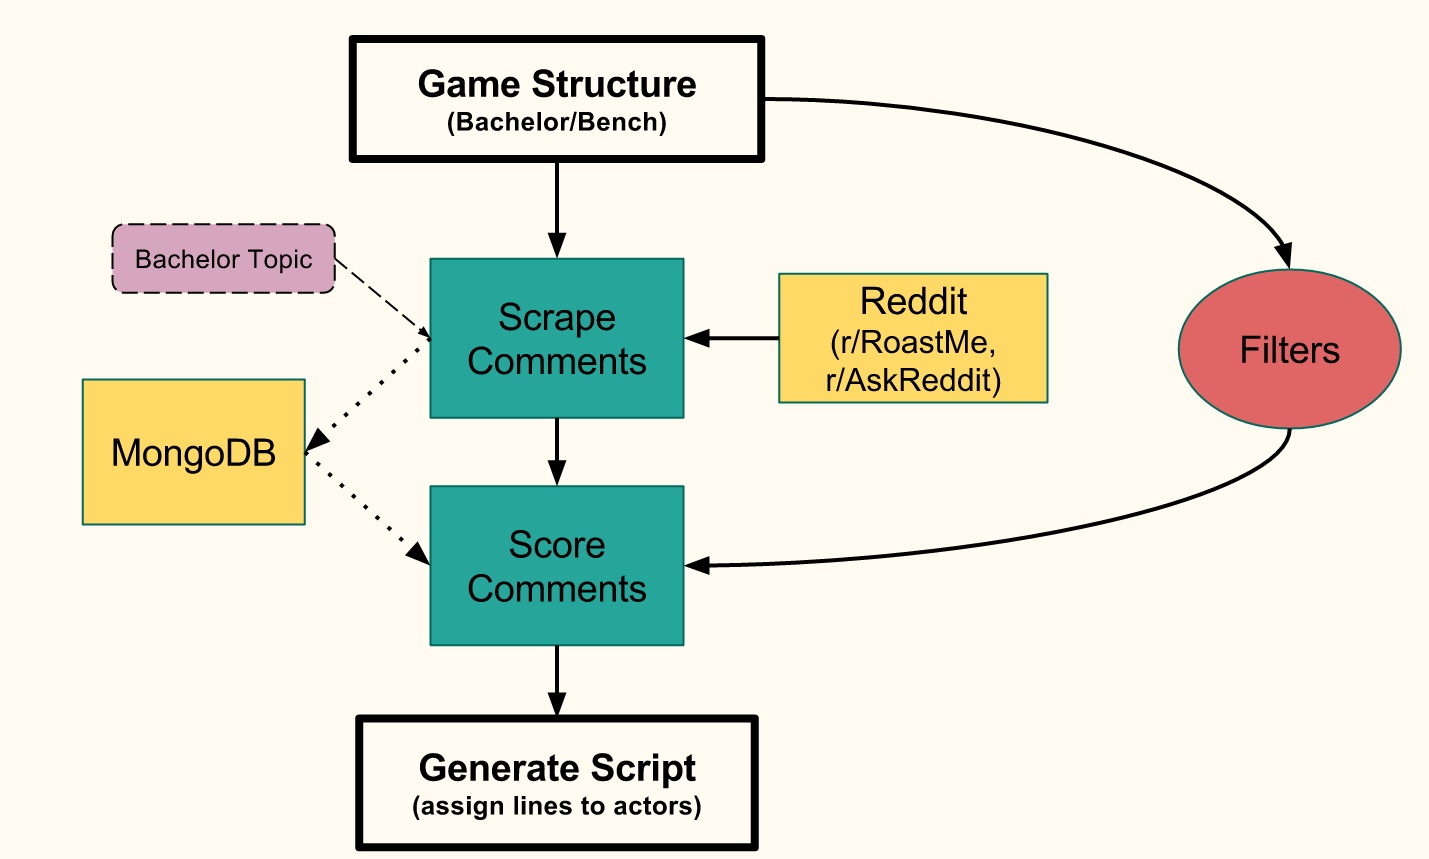 Game Structure
(Bachelor/Bench)
Bachelor Topic
Scrape
Comments
Reddit
(r/RoastMe,
r/AskReddit)
Filters
MongoDB
Score
Comments
Generate Script
(assign lines to actors)